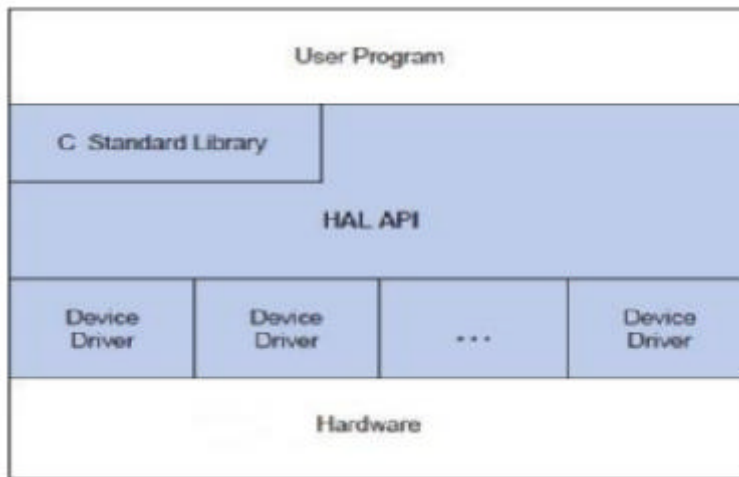 User Program
C Standard Library
HAL API
Device
Driver
Device
Driver
...
Device
Driver
Hardware